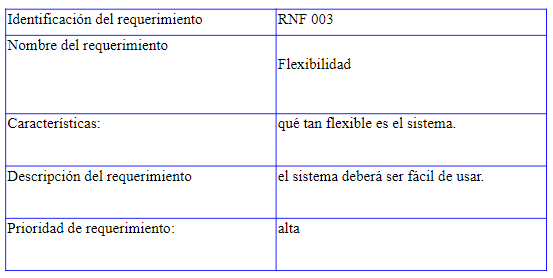 Identificación del requerimiento RNF 003
Nombre del requerimiento
Flexibilidad
Características: qué tan flexible es el sistema.
Descripción del requerimiento el sistema deberá ser fácil de usar.
Prioridad de requerimiento: alta